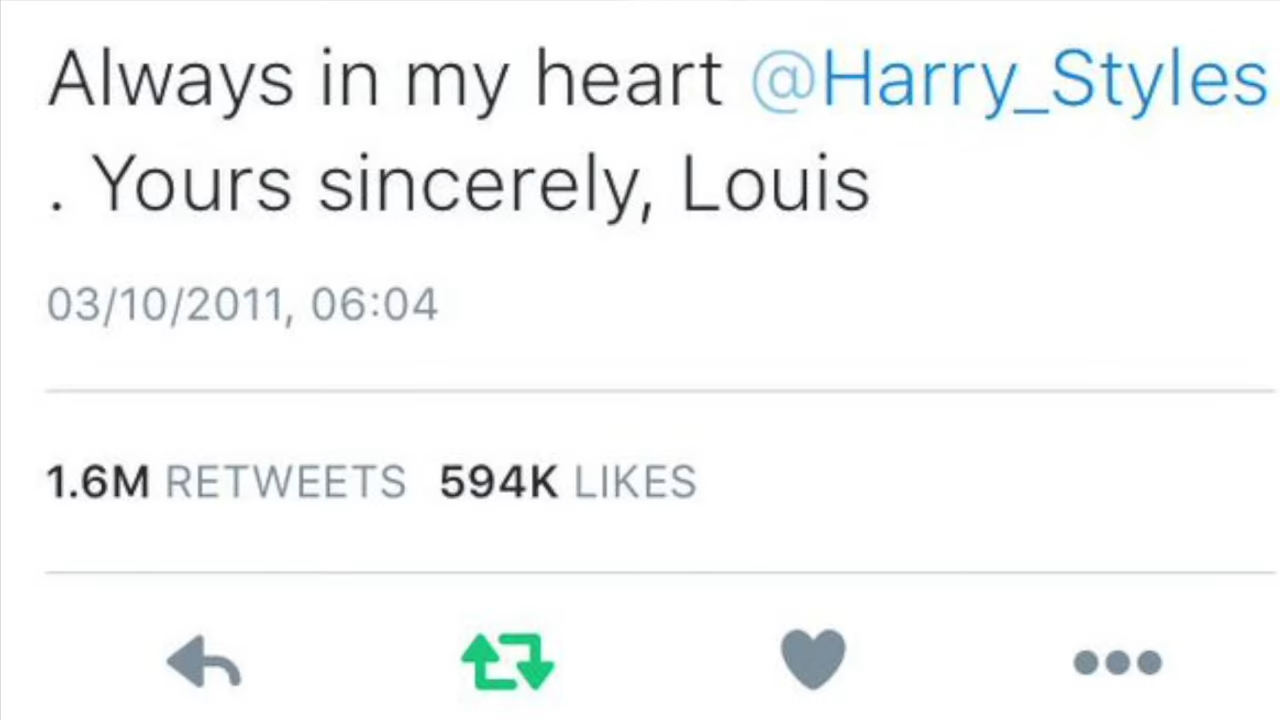 Always in my heart @Harry_Styles
. Yours sincerely, Louis
03/10/2011, 06:04
1.6M RETWEETS 594K LIKES